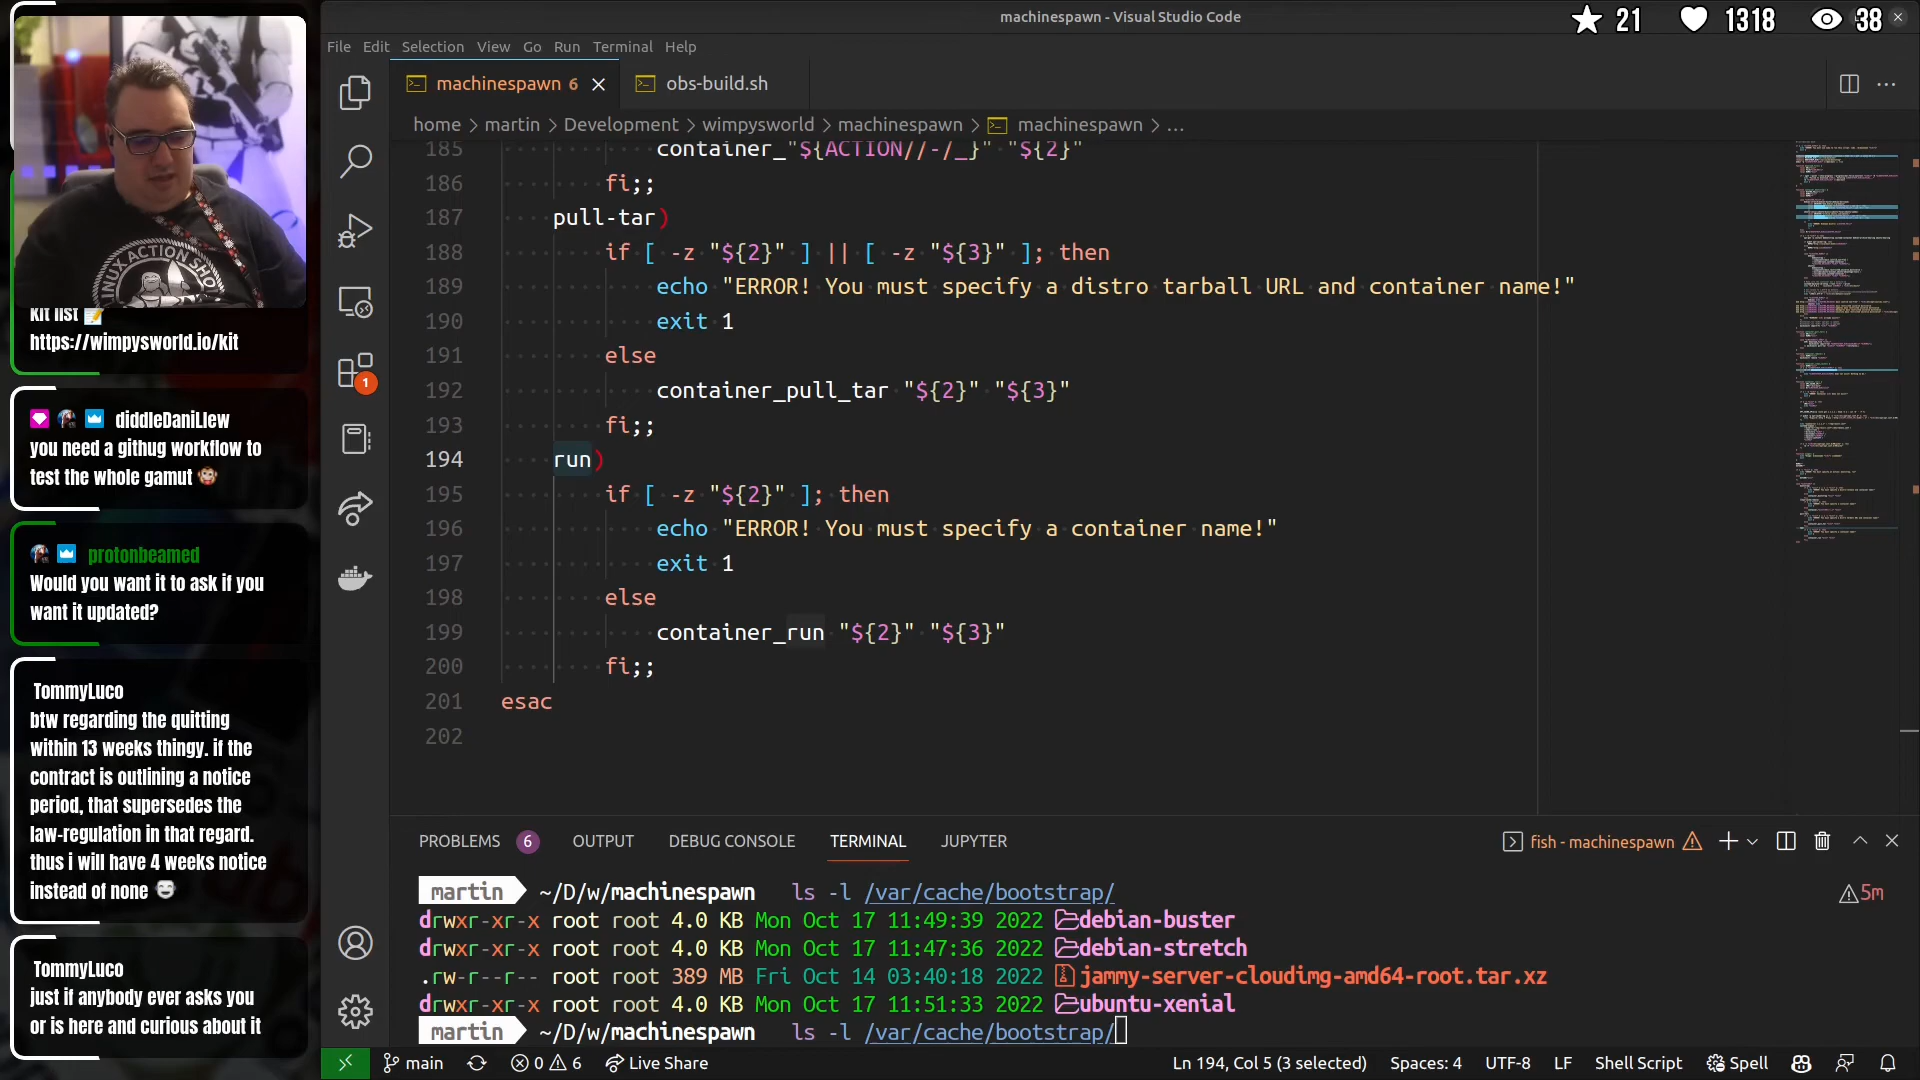 machinespawn - Visual Studio Code
21
1318
38
File Edit Selection View Go Run Terminal Help
machinespawn 6
obs-build.sh
home > martin > Development > wimpysworld > machinespawn > machinespawn > ...
185 container_"${ACTION//-/_}" "${2}"
186 fi;;
187 pull-tar)
188 if [ -z "${2}" ] || [ -z "${3}" ]; then
189 echo "ERROR! You must specify a distro tarball URL and container name!"
190 exit 1
191 else
192 container_pull_tar "${2}" "${3}"
193 fi;;
194 run)
195 if [ -z "${2}" ]; then
196 echo "ERROR! You must specify a container name!"
197 exit 1
198 else
199 container_run "${2}" "${3}"
200 fi;;
201 esac
202
1
LINUX ACTION SHOW
Kit list 📝
https://wimpysworld.io/kit
diddleDaniLlew
you need a githug workflow to
test the whole gamut 🐵
protonbeamed
Would you want it to ask if you
want it updated?
TommyLuco
btw regarding the quitting
within 13 weeks thingy. if the
contract is outlining a notice
period, that supersedes the
law-regulation in that regard.
thus i will have 4 weeks notice
instead of none
TommyLuco
just if anybody ever asks you
or is here and curious about it
PROBLEMS 6 OUTPUT DEBUG CONSOLE TERMINAL JUPYTER
fish - machinespawn
martin ~/D/w/machinespawn ls -l /var/cache/bootstrap/
5m
drwxr-xr-x root root 4.0 KB Mon Oct 17 11:49:39 2022 debian-buster
drwxr-xr-x root root 4.0 KB Mon Oct 17 11:47:36 2022 debian-stretch
.rw-r--r-- root root 389 MB Fri Oct 14 03:40:18 2022 jammy-server-cloudimg-amd64-root.tar.xz
drwxr-xr-x root root 4.0 KB Mon Oct 17 11:51:33 2022 ubuntu-xenial
martin ~/D/w/machinespawn ls -l /var/cache/bootstrap/
main 0 6 Live Share
Ln 194, Col 5 (3 selected) Spaces: 4 UTF-8 LF Shell Script Spell